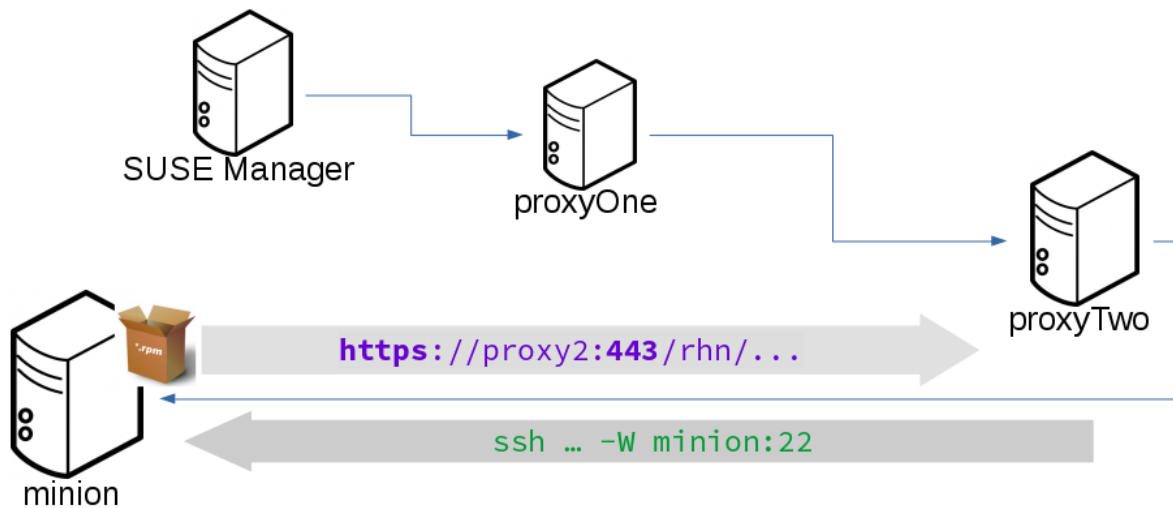 SUSE Manager
proxyOne
proxyTwo
*.rpm
https://proxy2:443/rhn/...
ssh … -W minion:22
minion